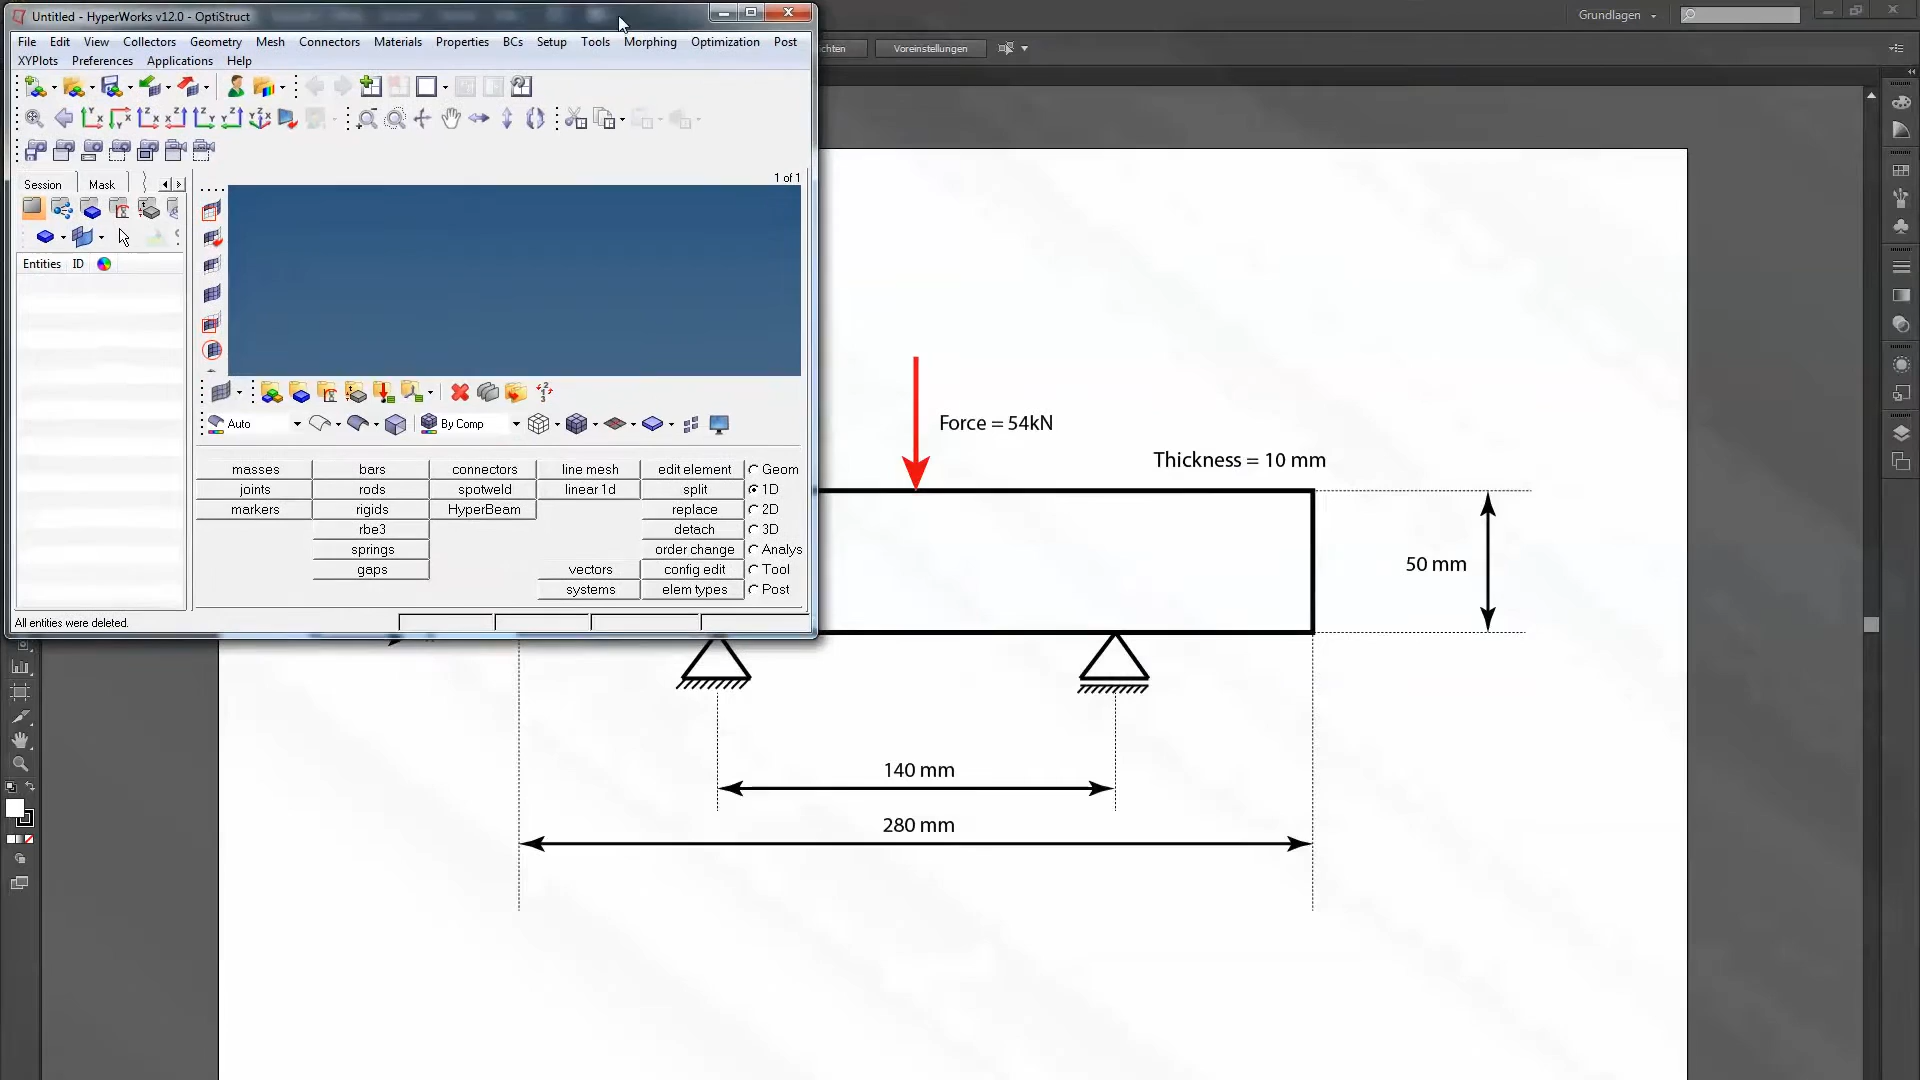 Untitled - HyperWorks v12.0 - OptiStruct
Grundlagen
File Edit View Collectors Geometry Mesh Connectors Materials Properties BCs Setup Tools Morphing Optimization Post
XYPlots Preferences Applications Help
chten Voreinstellungen
Session Mask
1 of 1
Entities ID
Auto By Comp
masses bars connectors line mesh edit element Geom
joints rods spotweld linear 1d split 1D
markers rigids HyperBeam replace 2D
rbe3 detach 3D
springs order change Analys
gaps vectors config edit Tool
systems elem types Post
All entities were deleted.
Force = 54kN
Thickness = 10 mm
50 mm
140 mm
280 mm